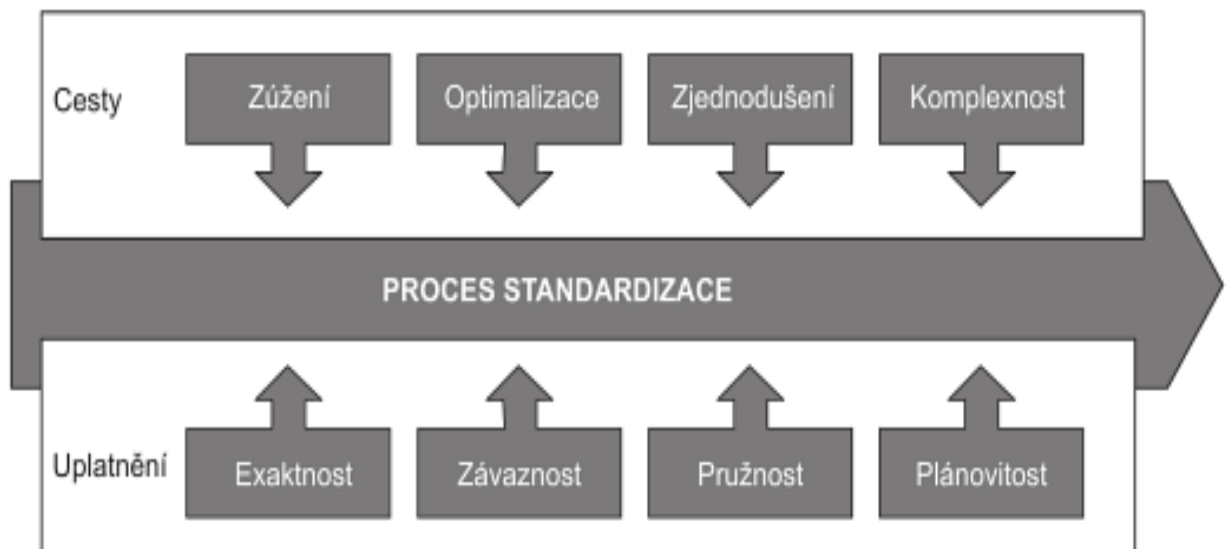 Cesty
Zúžení
Optimalizace
Zjednodušení
Komplexnost
PROCES STANDARDIZACE
Uplatnění
Exaktnost
Závaznost
Pružnost
Plánovitost